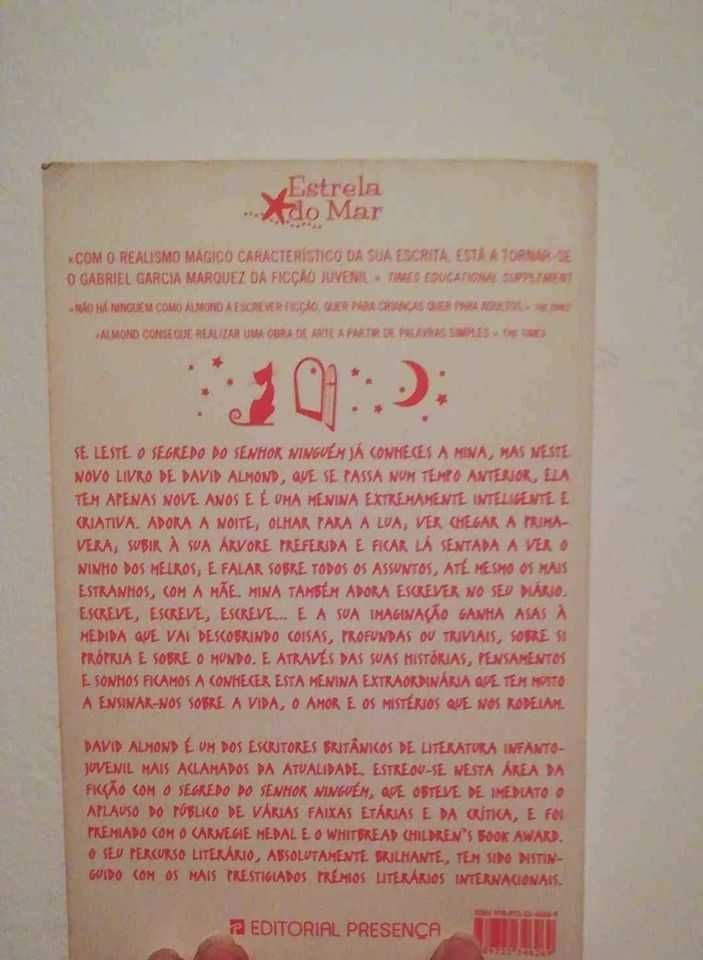 Estrela
do Mar
«COM O REALISMO MÁGICO CARACTERÍSTICO DA SUA ESCRITA, ESTÁ A TORNAR-SE
O GABRIEL GARCIA MARQUEZ DA FICÇÃO JUVENIL.» TIMES EDUCATIONAL SUPPLEMENT
«NÃO HÁ NINGUÉM COMO ALMOND A ESCREVER FICÇÃO, QUER PARA CRIANÇAS QUER PARA ADULTOS.» THE TIMES
«ALMOND CONSEGUE REALIZAR UMA OBRA DE ARTE A PARTIR DE PALAVRAS SIMPLES.» THE TIMES
SE LESTE O SEGREDO DO SENHOR NINGUÉM JÁ CONHECES A MINA, MAS NESTE
NOVO LIVRO DE DAVID ALMOND, QUE SE PASSA NUM TEMPO ANTERIOR, ELA
TEM APENAS NOVE ANOS E É UMA MENINA EXTREMAMENTE INTELIGENTE E
CRIATIVA. ADORA A NOITE, OLHAR PARA A LUA, VER CHEGAR A PRIMA-
VERA, SUBIR À SUA ÁRVORE PREFERIDA E FICAR LÁ SENTADA A VER O
NINHO DOS MELROS, E FALAR SOBRE TODOS OS ASSUNTOS, ATÉ MESMO OS MAIS
ESTRANHOS, COM A MÃE. MINA TAMBÉM ADORA ESCREVER NO SEU DIÁRIO.
ESCREVE, ESCREVE, ESCREVE... E A SUA IMAGINAÇÃO GANHA ASAS À
MEDIDA QUE VAI DESCOBRINDO COISAS, PROFUNDAS OU TRIVIAIS, SOBRE SI
PRÓPRIA E SOBRE O MUNDO. E ATRAVÉS DAS SUAS HISTÓRIAS, PENSAMENTOS
E SONHOS FICAMOS A CONHECER ESTA MENINA EXTRAORDINÁRIA QUE TEM MUITO
A ENSINAR-NOS SOBRE A VIDA, O AMOR E OS MISTÉRIOS QUE NOS RODEIAM.
DAVID ALMOND É UM DOS ESCRITORES BRITÂNICOS DE LITERATURA INFANTO-
JUVENIL MAIS ACLAMADOS DA ATUALIDADE. ESTREOU-SE NESTA ÁREA DA
FICÇÃO COM O SEGREDO DO SENHOR NINGUÉM, QUE OBTEVE DE IMEDIATO O
APLAUSO DO PÚBLICO DE VÁRIAS FAIXAS ETÁRIAS E DA CRÍTICA, E FOI
PREMIADO COM O CARNEGIE MEDAL E O WHITBREAD CHILDREN'S BOOK AWARD.
O SEU PERCURSO LITERÁRIO, ABSOLUTAMENTE BRILHANTE, TEM SIDO DISTIN-
GUIDO COM OS MAIS PRESTIGIADOS PRÉMIOS LITERÁRIOS INTERNACIONAIS.
EDITORIAL PRESENÇA
ISBN